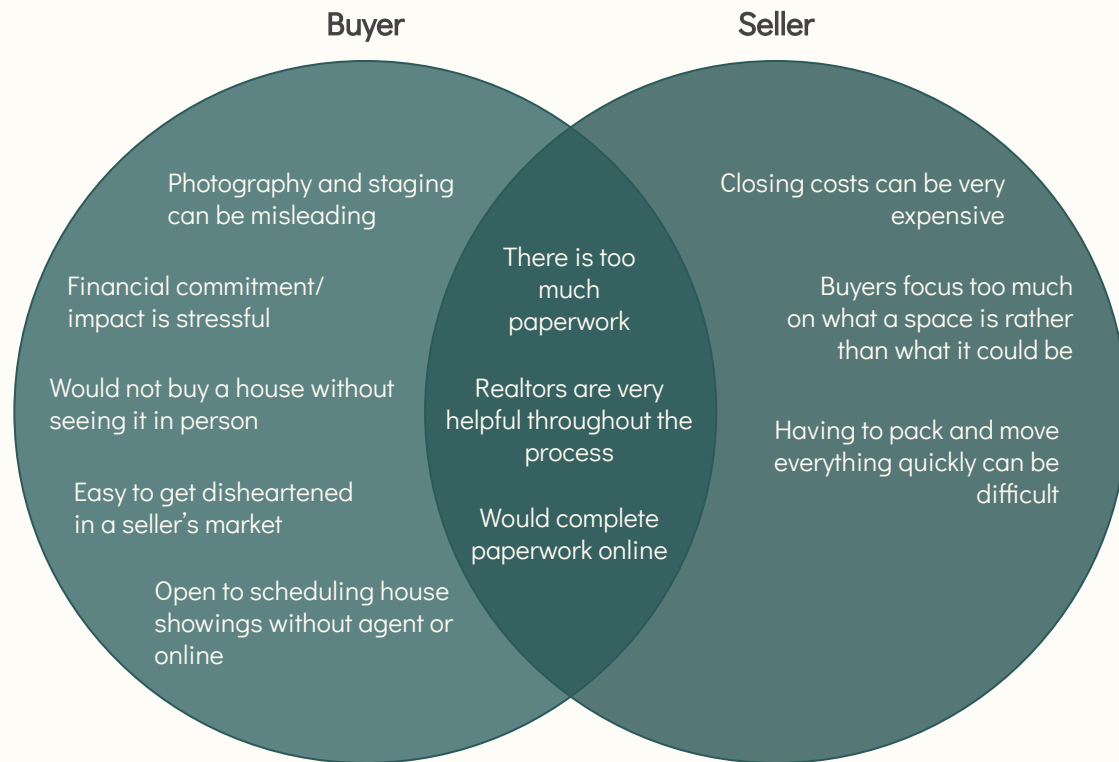 Buyer
Seller
Photography and staging
can be misleading
Financial commitment/
impact is stressful
Would not buy a house without
seeing it in person
Easy to get disheartened
in a seller’s market
Open to scheduling house
showings without agent or
online
There is too
much
paperwork
Realtors are very
helpful throughout the
process
Would complete
paperwork online
Closing costs can be very
expensive
Buyers focus too much
on what a space is rather
than what it could be
Having to pack and move
everything quickly can be
difficult